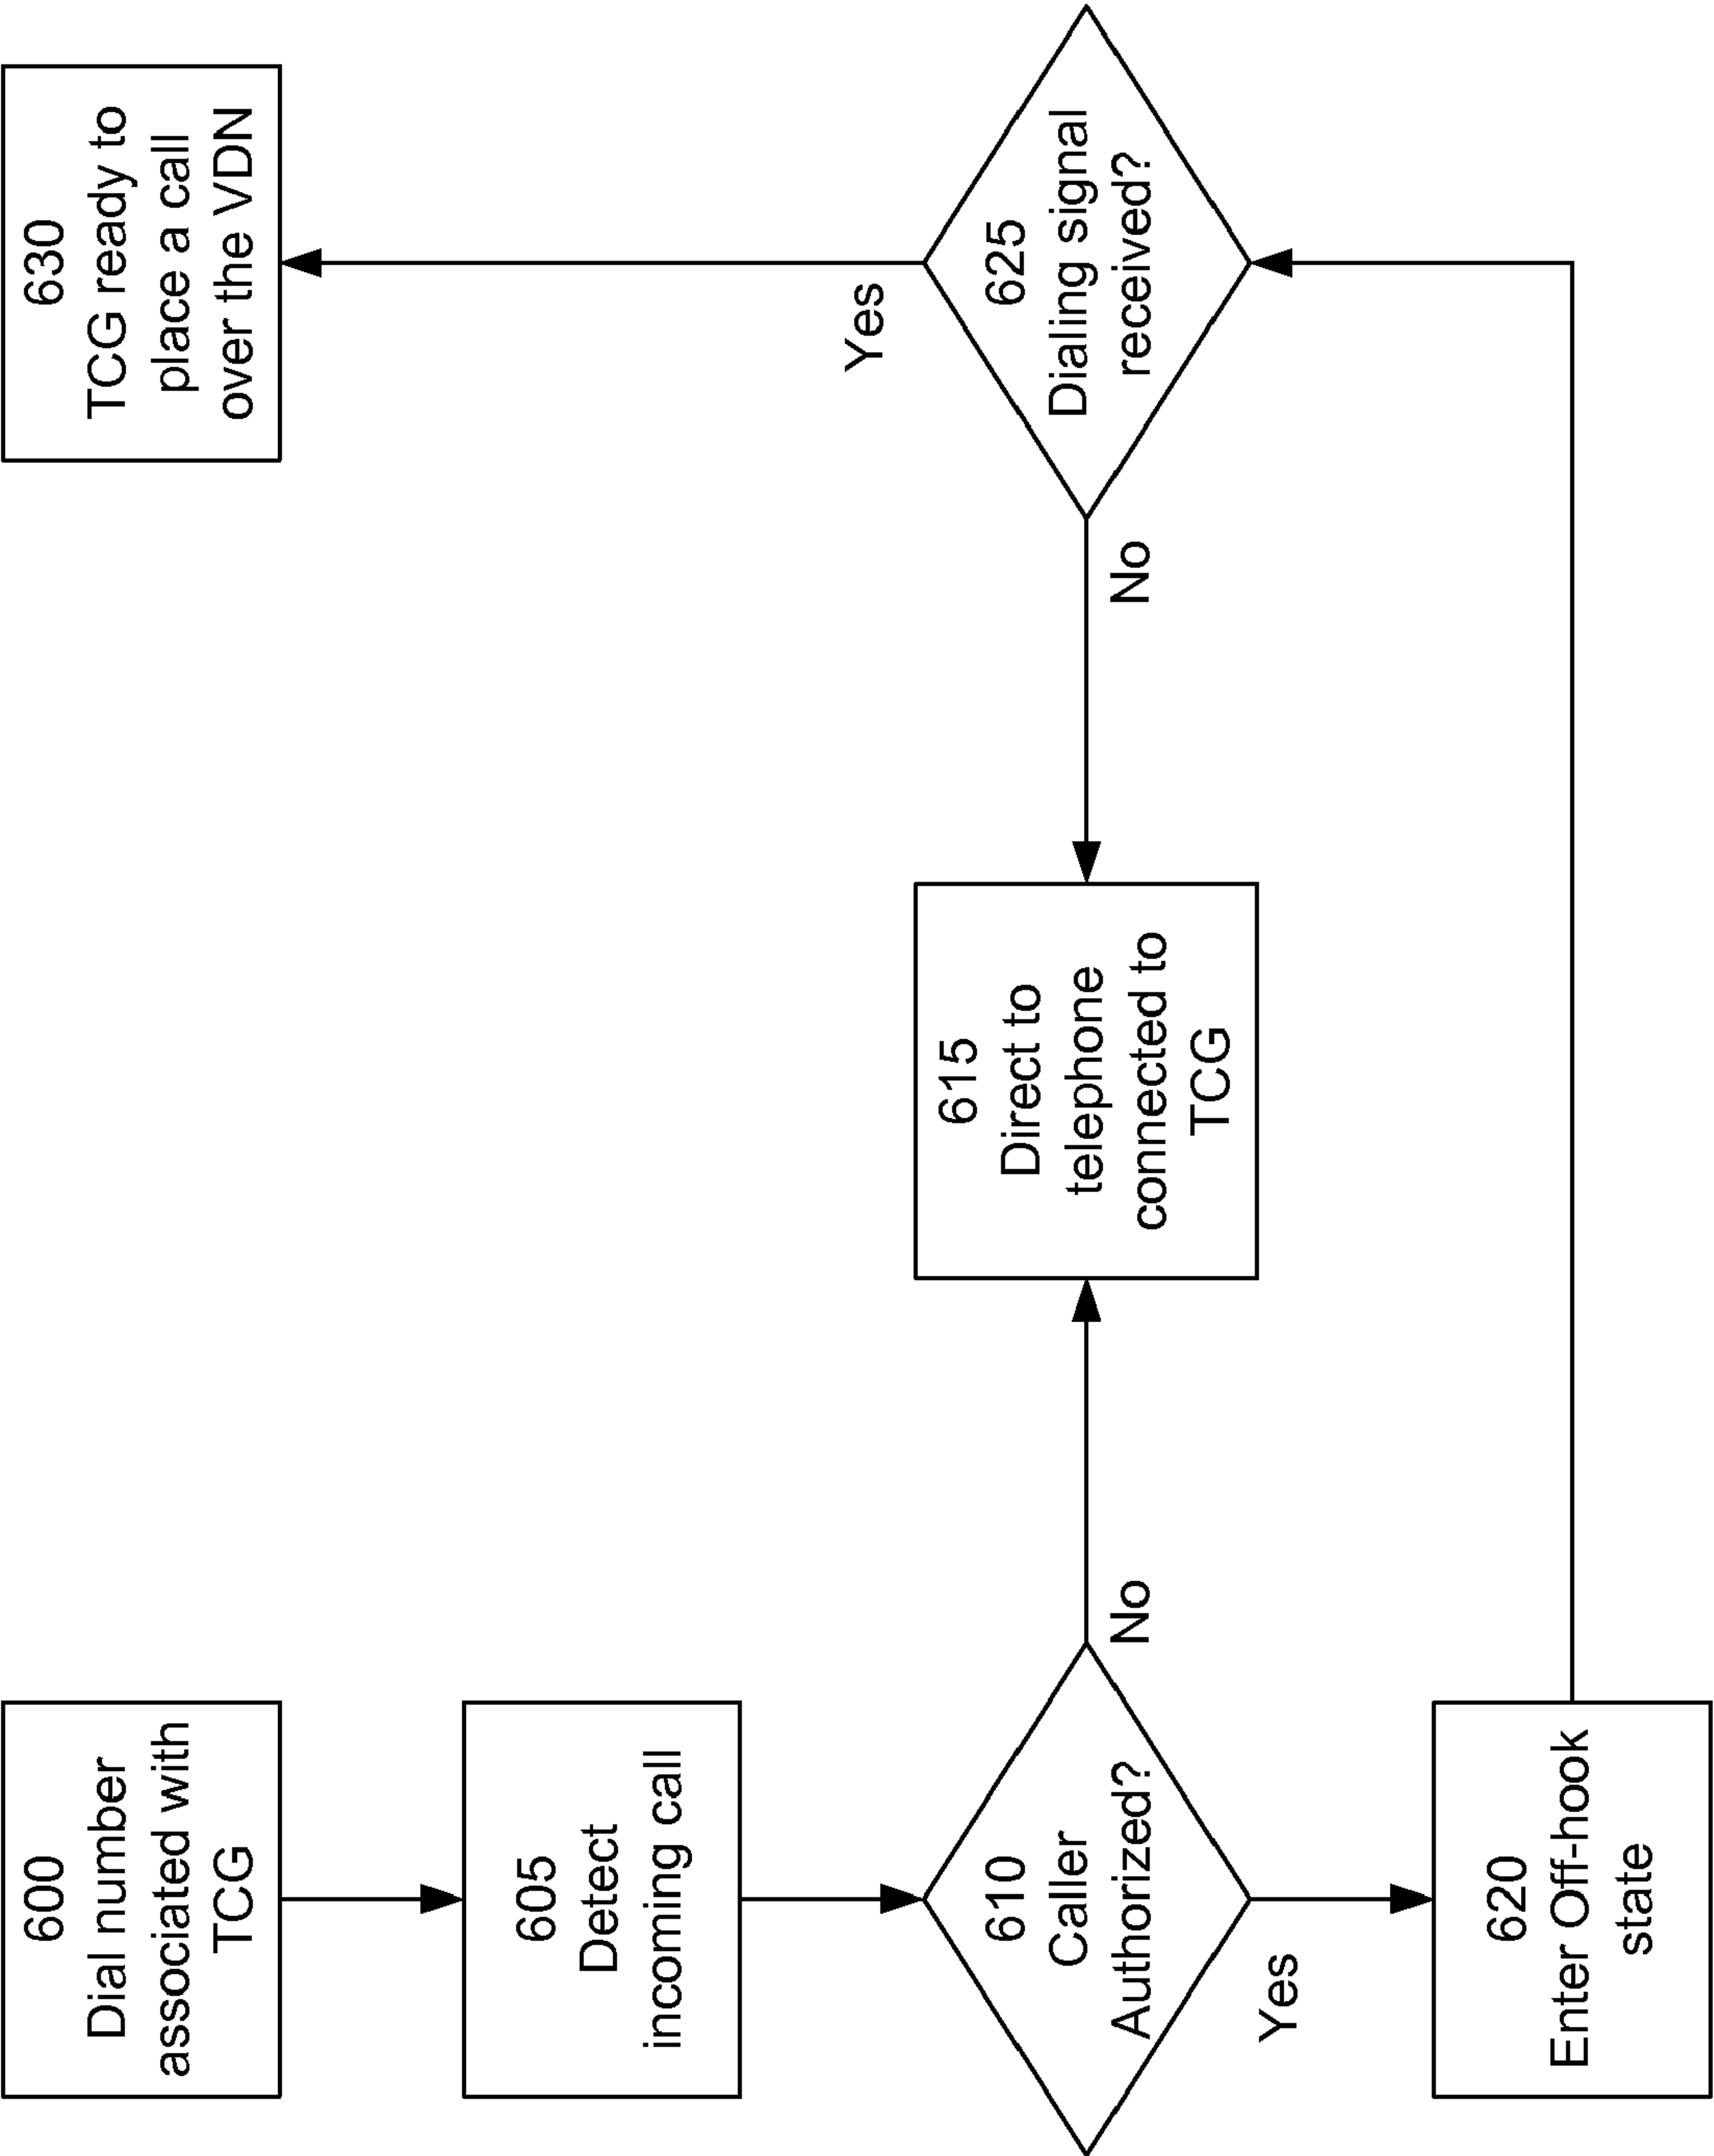 600
Dial number
associated with
TCG
605
Detect
incoming call
610
Caller
Authorized?
No
Yes
615
Direct to
telephone
connected to
TCG
620
Enter Off-hook
state
625
Dialing signal
received?
No
Yes
630
TCG ready to
place a call
over the VDN